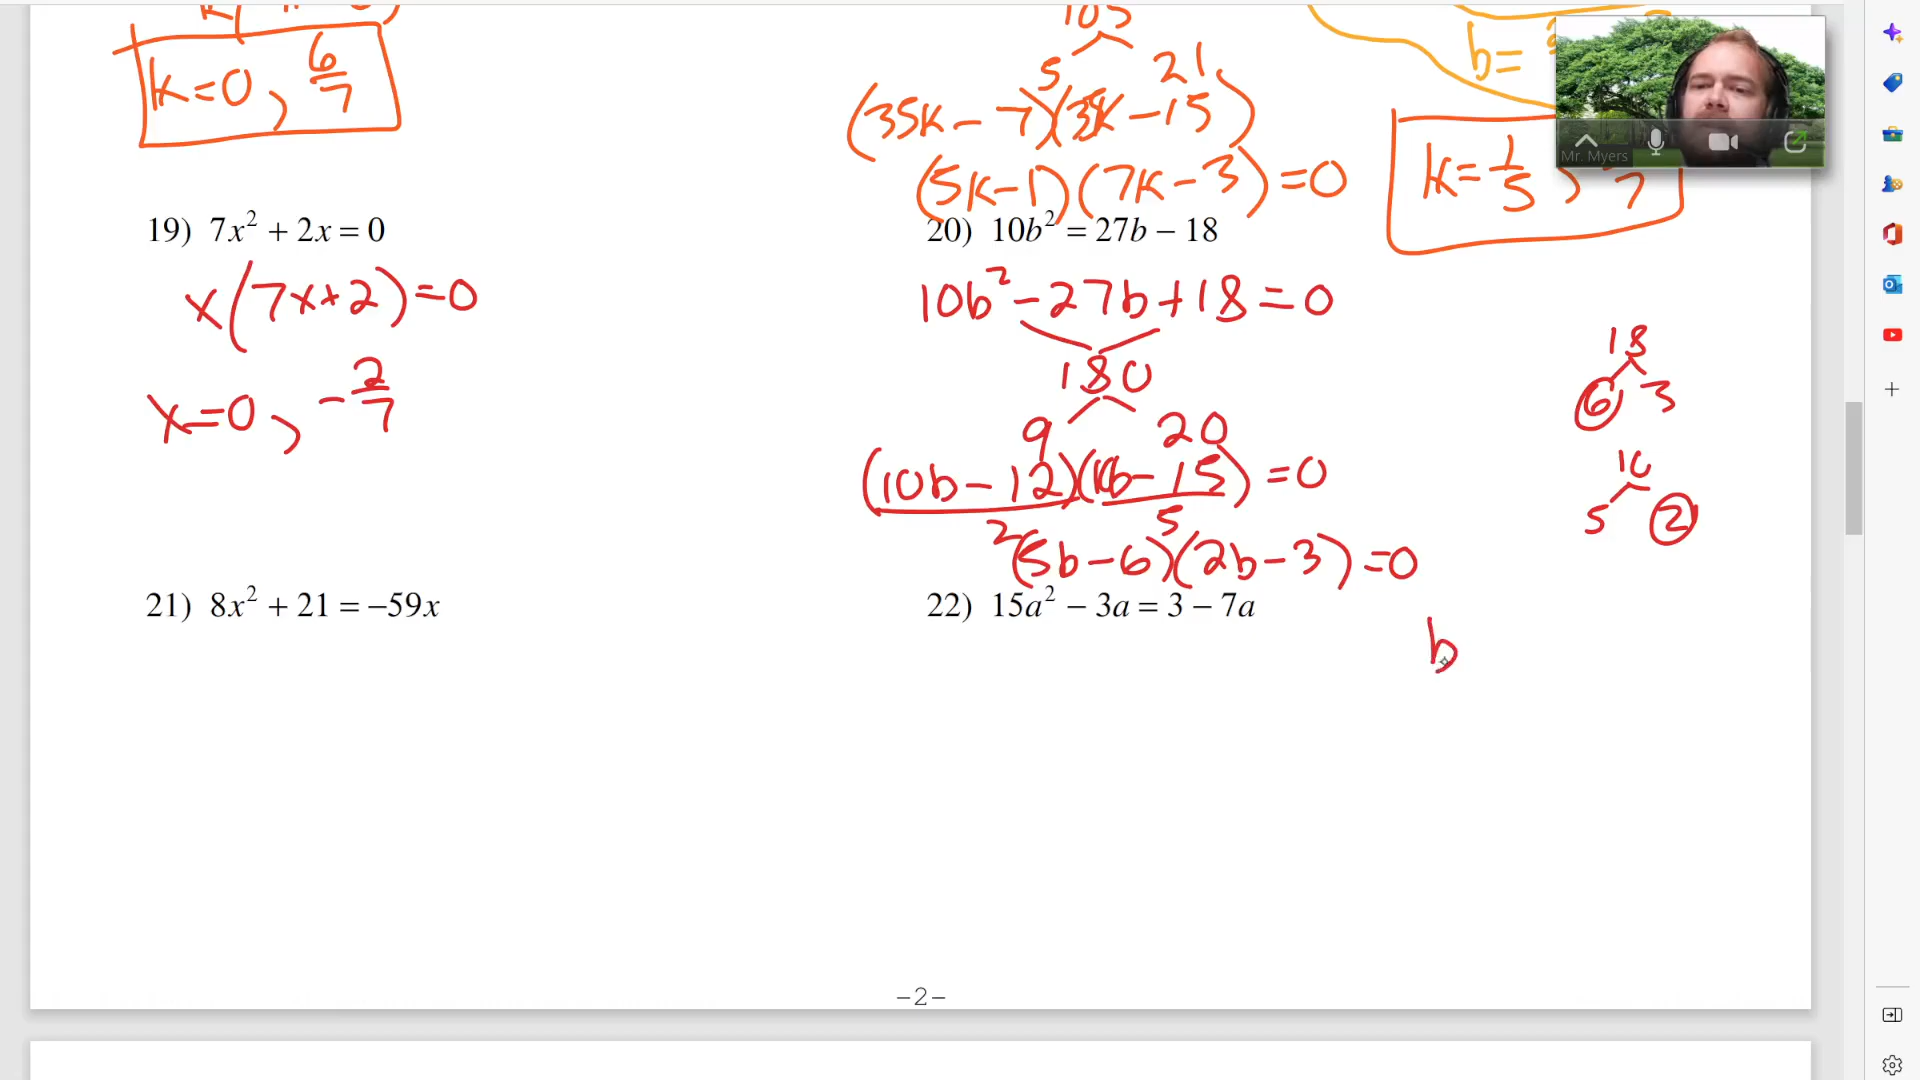 k=0, 6/7
105
5 21
(35k-7)(35k-15)
(5k-1)(7k-3)=0
b=
k=1/5, /7
Mr. Myers
19) 7x² + 2x = 0
x(7x+2)=0
x=0, -2/7
20) 10b² = 27b − 18
10b²-27b+18=0
180
9 20
(10b-12)(10b-15)=0
2 5
(5b-6)(2b-3)=0
18
6 3
10
5 2
21) 8x² + 21 = −59x
22) 15a² − 3a = 3 − 7a
b
-2-